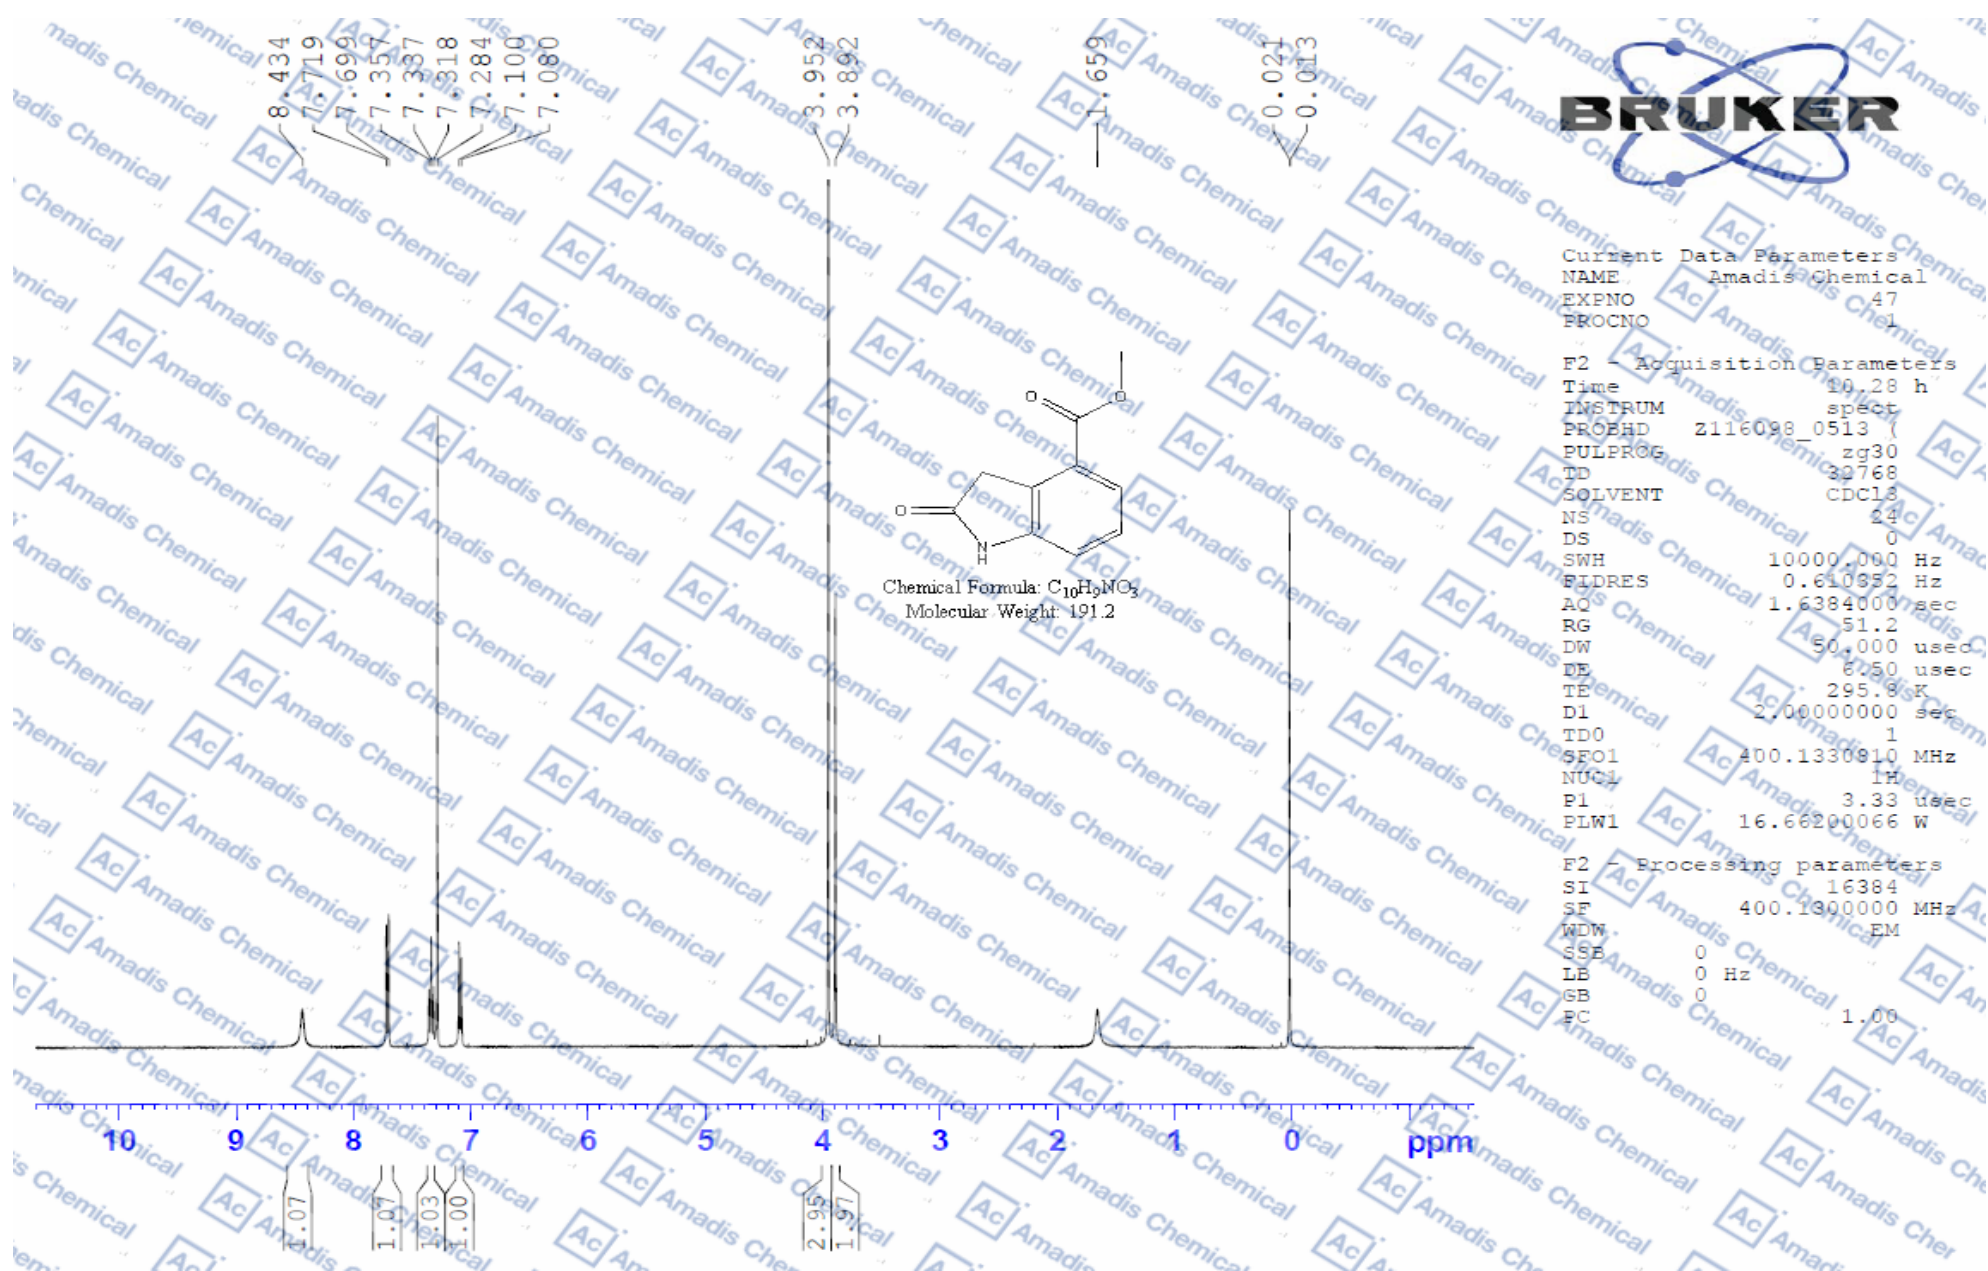 8.434
7.719
7.699
7.357
7.337
7.318
7.284
7.100
7.080
3.952
3.892
1.659
0.021
0.013
BRUKER
Current Data Parameters
NAME Amadis Chemical
EXPNO 47
PROCNO 1
F2 - Acquisition Parameters
Time 10.28 h
INSTRUM spect
PROBHD Z116098_0513 (
PULPROG zg30
TD 32768
SOLVENT CDCl3
NS 24
DS 0
SWH 10000.000 Hz
FIDRES 0.610352 Hz
AQ 1.6384000 sec
RG 51.2
DW 50.000 usec
DE 6.50 usec
TE 295.8 K
D1 2.00000000 sec
TD0 1
SFO1 400.1330810 MHz
NUC1 1H
P1 3.33 usec
PLW1 16.66200066 W
F2 - Processing parameters
SI 16384
SF 400.1300000 MHz
WDW EM
SSB 0
LB 0 Hz
GB 0
PC 1.00
O
O
O
N
H
Chemical Formula: C10H9NO3
Molecular Weight: 191.2
10 9 8 7 6 5 4 3 2 1 0 ppm
1.07
1.07
1.03
1.00
2.95
1.97
Ac Amadis Chemical